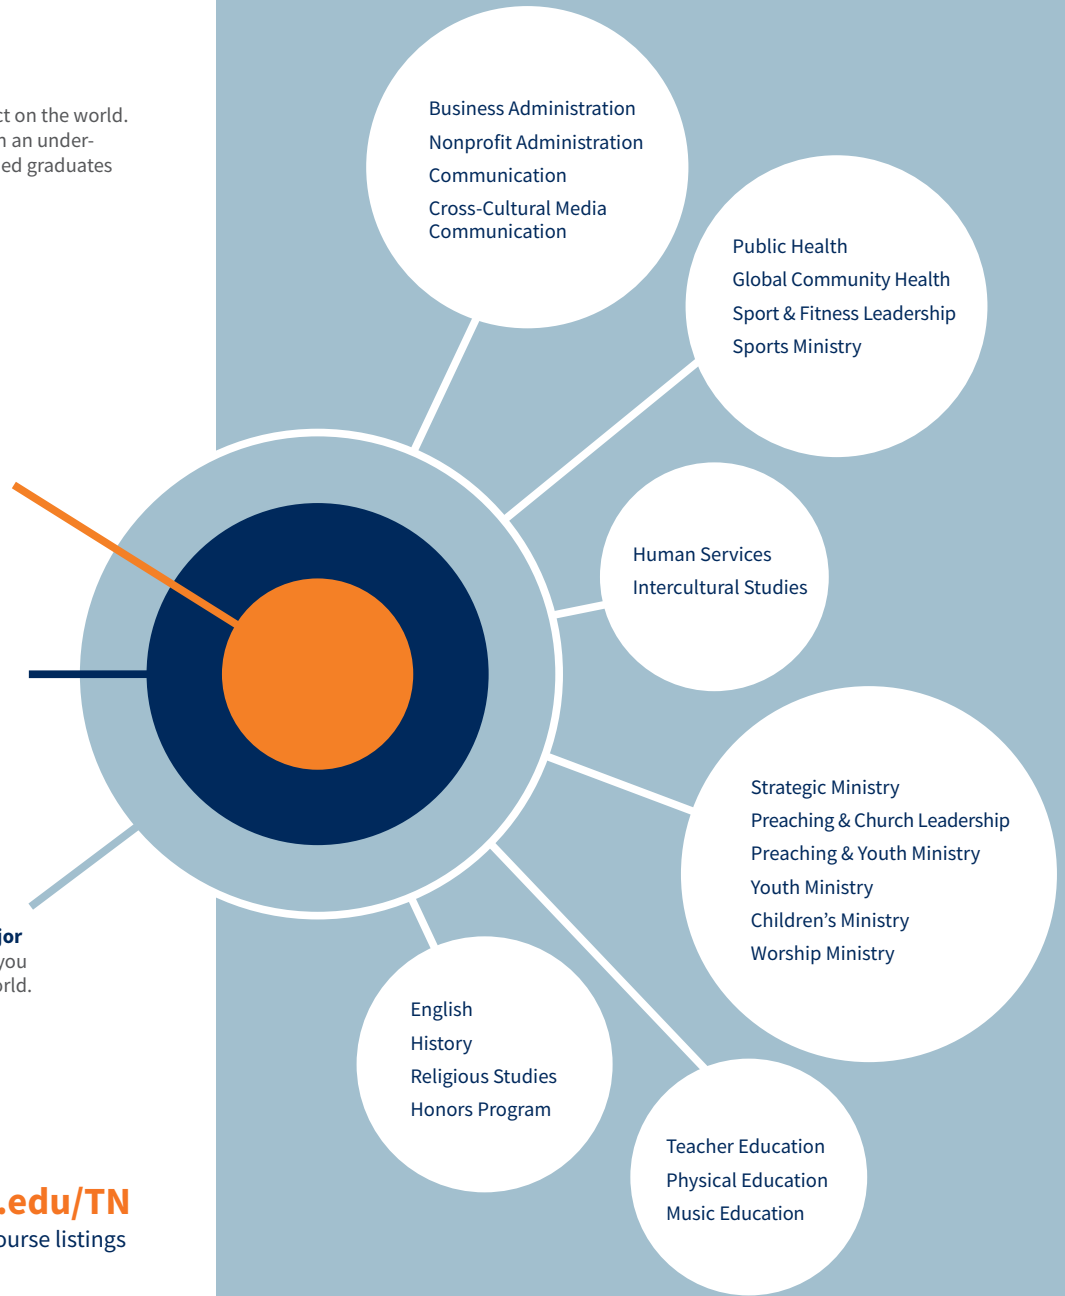 ct on the world.
n an under-
ed graduates
Business Administration
Nonprofit Administration
Communication
Cross-Cultural Media
Communication
Public Health
Global Community Health
Sport & Fitness Leadership
Sports Ministry
Human Services
Intercultural Studies
Strategic Ministry
Preaching & Church Leadership
Preaching & Youth Ministry
Youth Ministry
Children’s Ministry
Worship Ministry
jor
you
orld.
English
History
Religious Studies
Honors Program
Teacher Education
Physical Education
Music Education
.edu/TN
ourse listings